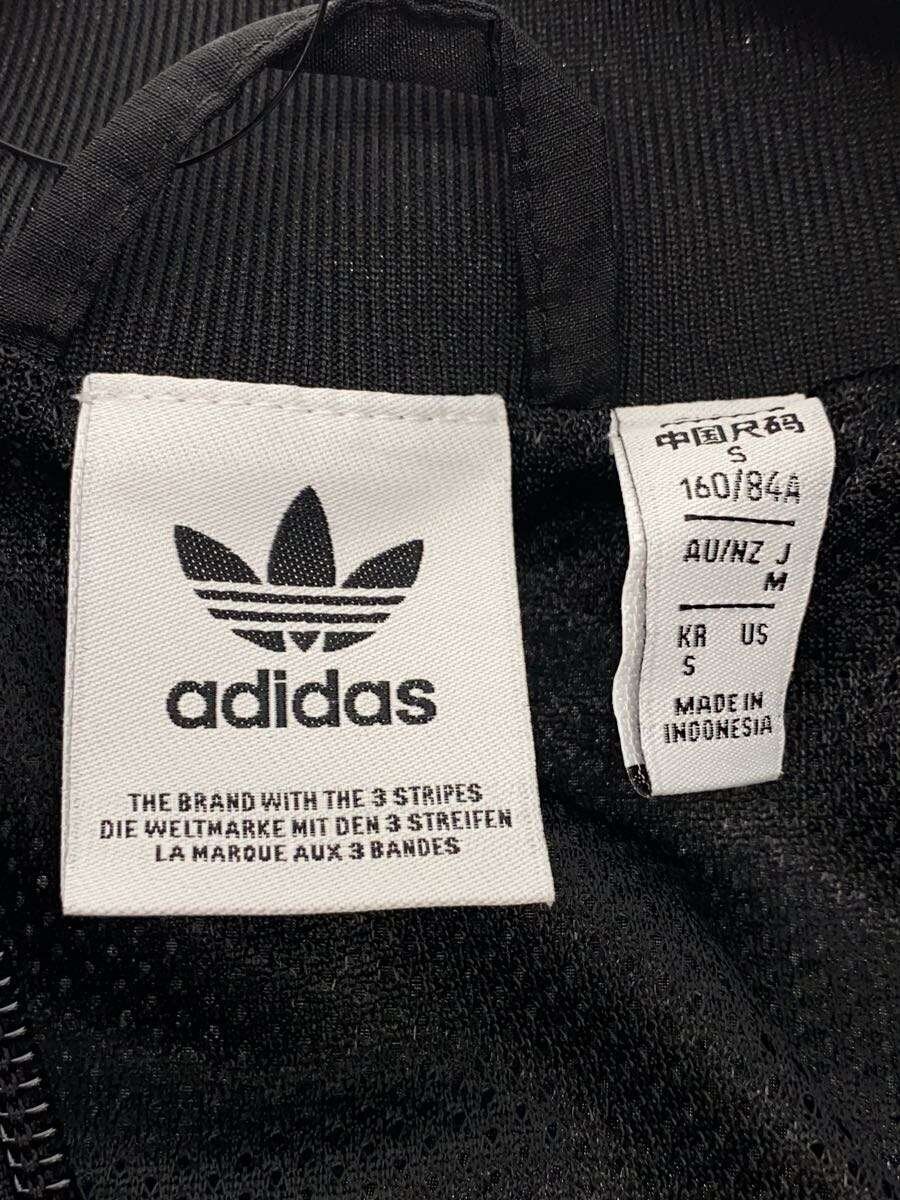 adidas
THE BRAND WITH THE 3 STRIPES
DIE WELTMARKE MIT DEN 3 STREIFEN
LA MARQUE AUX 3 BANDES
中国尺码
S
160/84A
AU/NZ J
M
KR US
S
MADE IN
INDONESIA